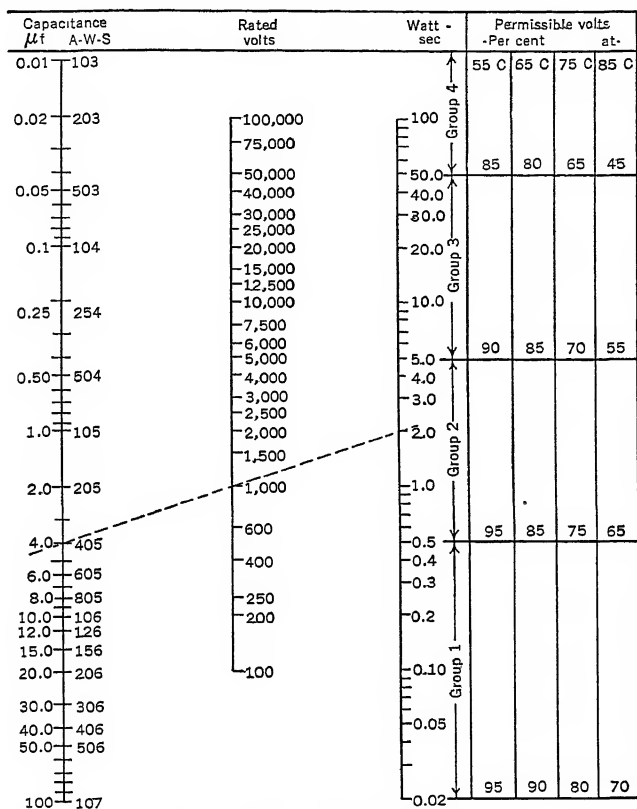 Capacitance Rated Watt- Permissible volts
µf A-W-S volts sec -Per cent at-
0.01 103 55 C 65 C 75 C 85 C
0.02 203 100,000 100
75,000
50,000 50.0 85 80 65 45
Group 4
0.05 503 40,000 40.0
30,000 30.0
25,000
0.1 104 20,000 20.0
15,000
12,500
0.25 254 10,000 10.0
Group 3
7,500
6,000
5,000 5.0 90 85 70 55
0.50 504 4,000 4.0
3,000 3.0
2,500
1.0 105 2,000 2.0
Group 2
1,500
2.0 205 1,000 1.0
600
4.0 405 0.5 95 85 75 65
400 0.4
6.0 605 0.3
8.0 805 250
10.0 106 200 0.2
12.0 126
15.0 156
20.0 206 100 0.10
Group 1
30.0 306
40.0 406 0.05
50.0 506
100 107 0.02 95 90 80 70